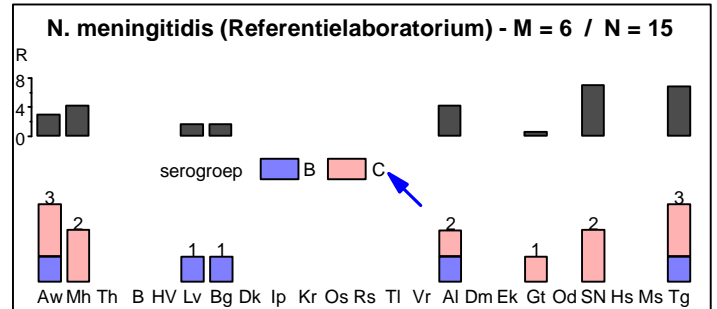 N. meningitidis (Referentielaboratorium) - M = 6 / N = 15
R
8
4
0
serogroep B C
3 2 1 1 2 1 2 3
Aw Mh Th B HV Lv Bg Dk Ip Kr Os Rs Tl Vr Al Dm Ek Gt Od SN Hs Ms Tg